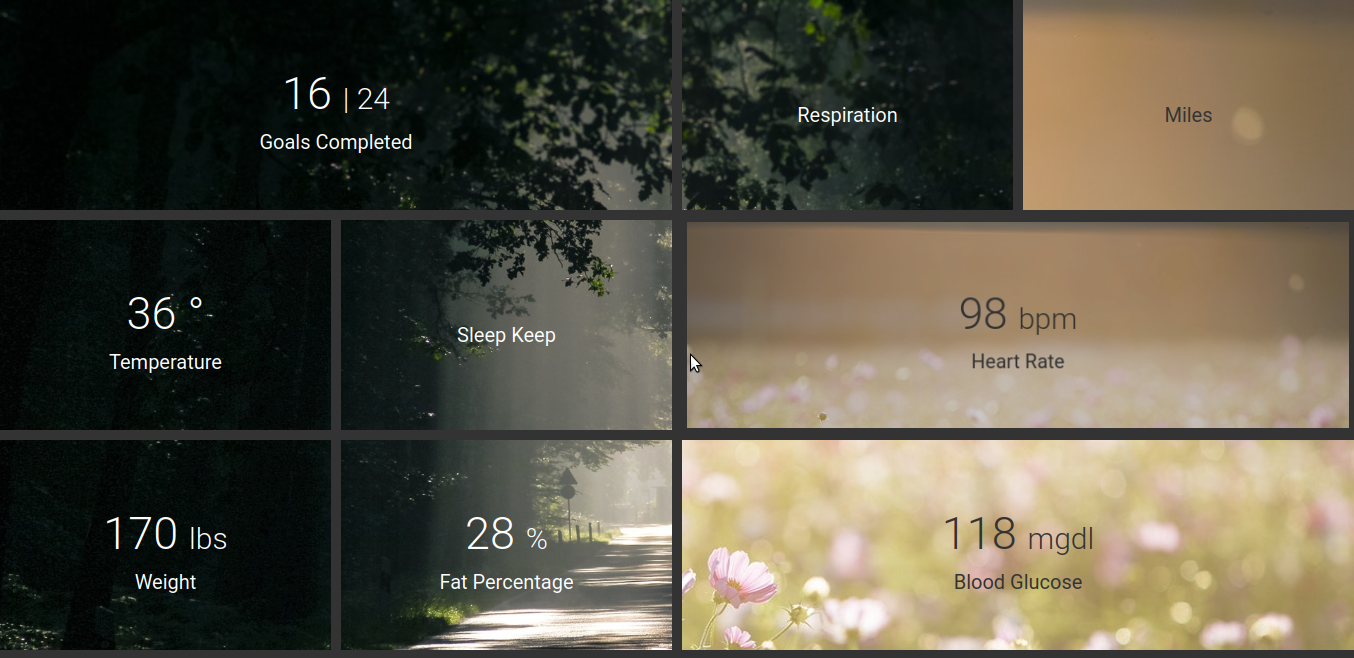 16 | 24
Goals Completed
Respiration
Miles
36 °
Temperature
Sleep Keep
98 bpm
Heart Rate
170 lbs
Weight
28 %
Fat Percentage
118 mgdl
Blood Glucose